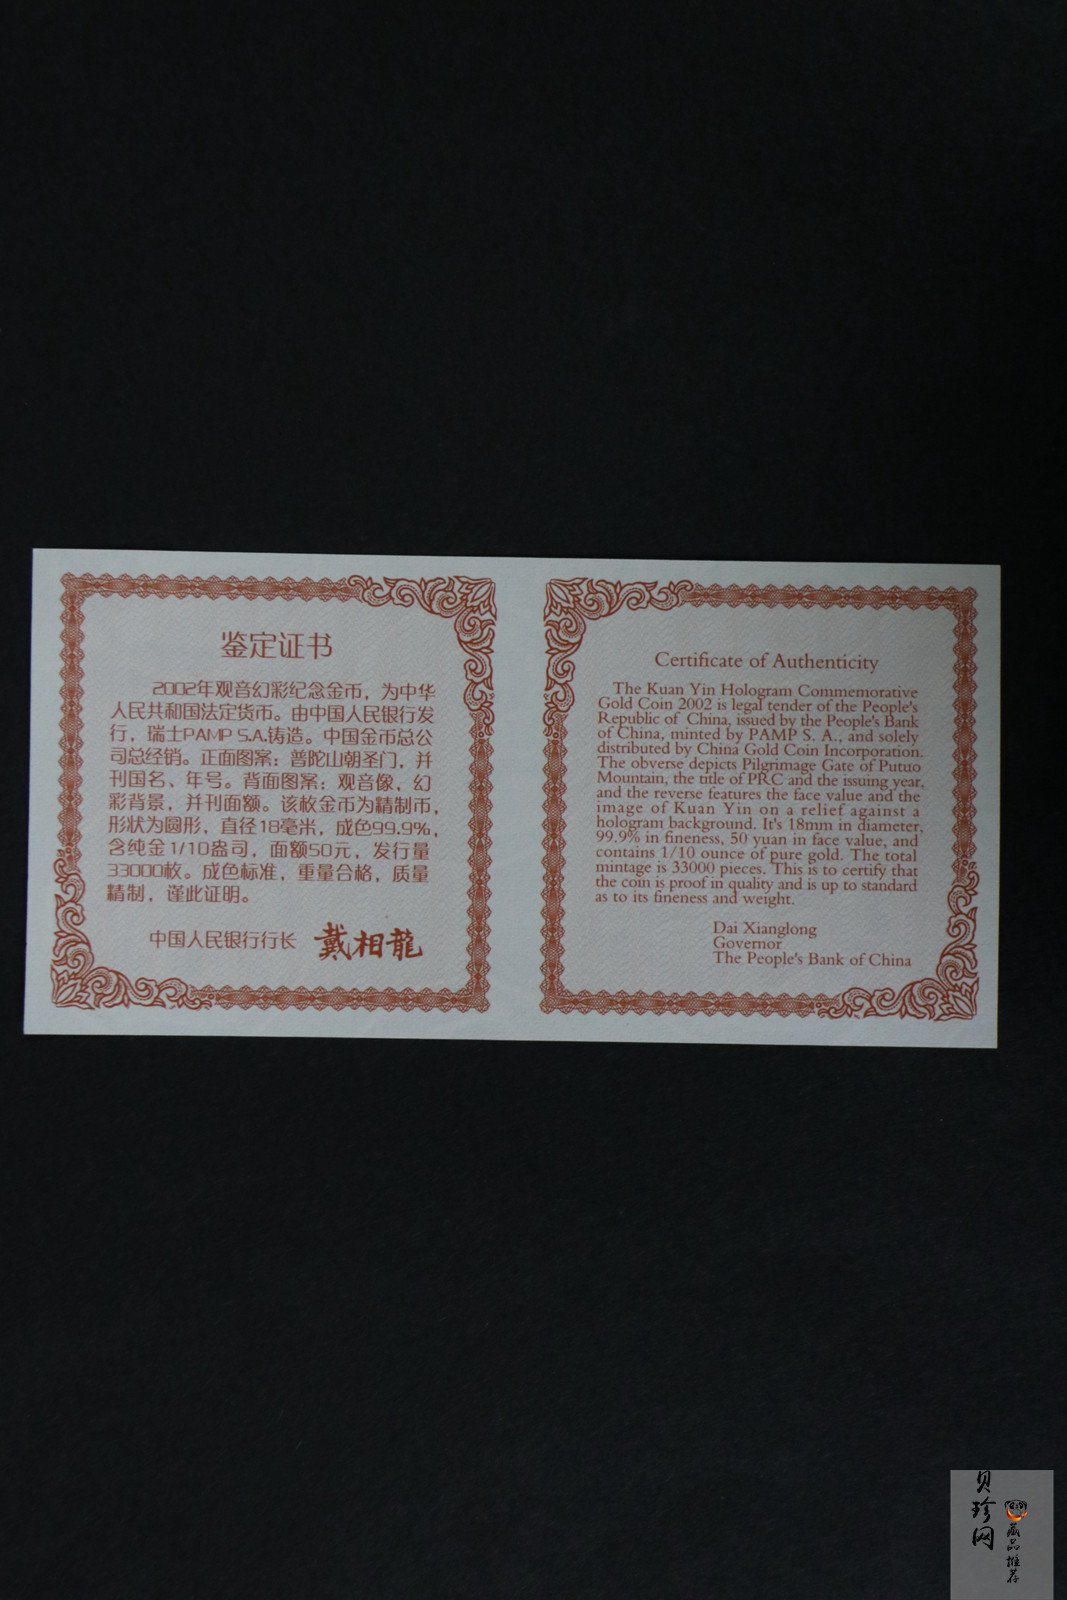 鉴定证书
2002年观音幻彩纪念金币，为中华
人民共和国法定货币。由中国人民银行发
行，瑞士PAMP S.A.铸造。中国金币总公
司总经销。正面图案：普陀山朝圣门，并
刊国名、年号。背面图案：观音像，幻
彩背景，并刊面额。该枚金币为精制币，
形状为圆形，直径18毫米，成色99.9%，
含纯金1/10盎司，面额50元，发行量
33000枚。成色标准，重量合格，质量
精制，谨此证明。
中国人民银行行长 戴相龍
Certificate of Authenticity
The Kuan Yin Hologram Commemorative
Gold Coin 2002 is legal tender of the People's
Republic of China, issued by the People's Bank
of China, minted by PAMP S. A., and solely
distributed by China Gold Coin Incorporation.
The obverse depicts Pilgrimage Gate of Putuo
Mountain, the title of PRC and the issuing year,
and the reverse features the face value and the
image of Kuan Yin on a relief against a
hologram background. It's 18mm in diameter,
99.9% in fineness, 50 yuan in face value, and
contains 1/10 ounce of pure gold. The total
mintage is 33000 pieces. This is to certify that
the coin is proof in quality and is up to standard
as to its fineness and weight.
Dai Xianglong
Governor
The People's Bank of China
贝珍网
藏品推荐